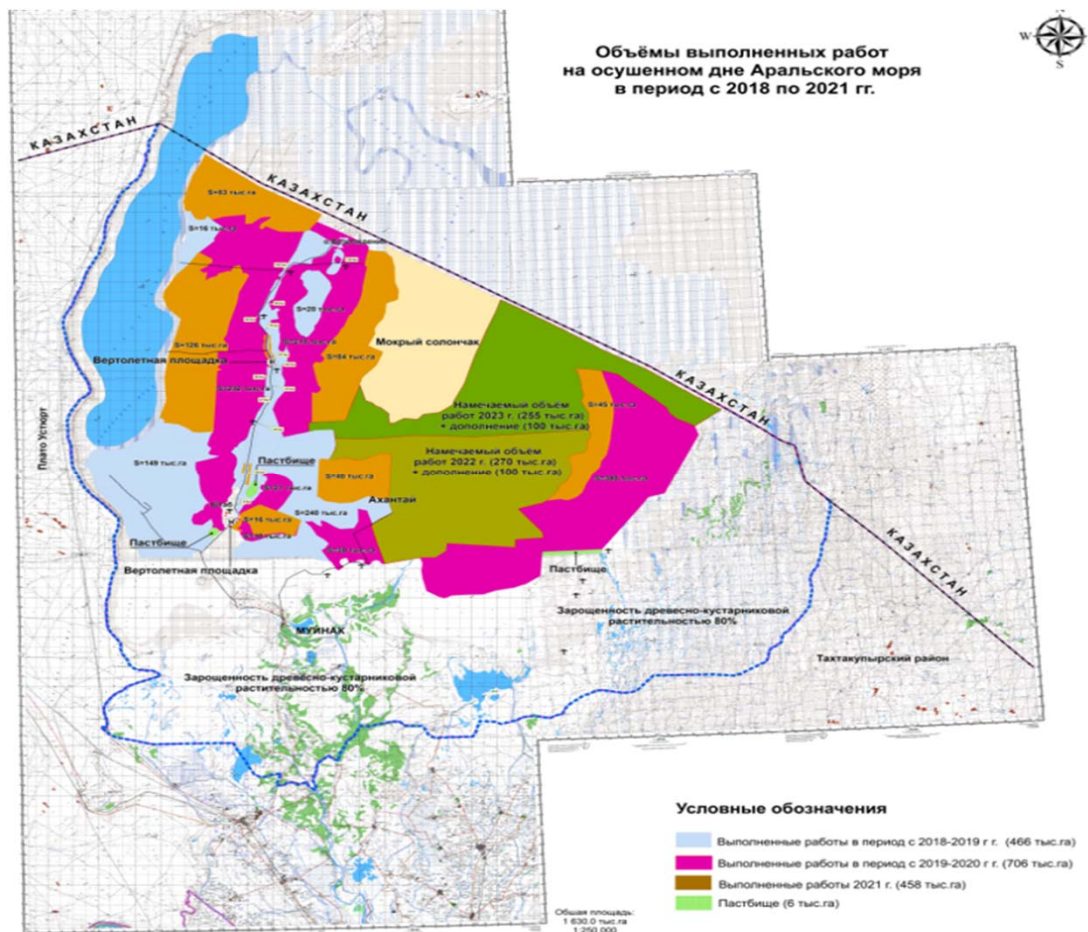 N
W
S
Объёмы выполненных работ
на осушенном дне Аральского моря
в период с 2018 по 2021 гг.
КАЗАХСТАН
КАЗАХСТАН
S=63 тыс.га
S=16 тыс.га
S=20 тыс.га
S=126 тыс.га
Вертолетная площадка
S=84 тыс.га
Мокрый солончак
КАЗАХСТАН
Плато Устюрт
Намечаемый объём
работ 2023 г. (255 тыс.га)
+ дополнение (100 тыс.га)
S=45 тыс.га
Намечаемый объём
работ 2022 г. (270 тыс.га)
+ дополнение (100 тыс.га)
S=149 тыс.га
Пастбище
S=40 тыс.га
Ахантай
S=240 тыс.га
S=16 тыс.га
Пастбище
Вертолетная площадка
Пастбище
КАЗАХСТАН
Зарощенность древесно-кустарниковой
растительностью 80%
МУЙНАК
Тахтакупырский район
Зарощенность древесно-кустарниковой
растительностью 80%
Условные обозначения
Выполненные работы в период с 2018-2019 г г. (466 тыс.га)
Выполненные работы в период с 2019-2020 г г. (706 тыс.га)
Выполненные работы 2021 г. (458 тыс.га)
Пастбище (6 тыс.га)
Общая площадь:
1 630.0 тыс.га
1:250 000